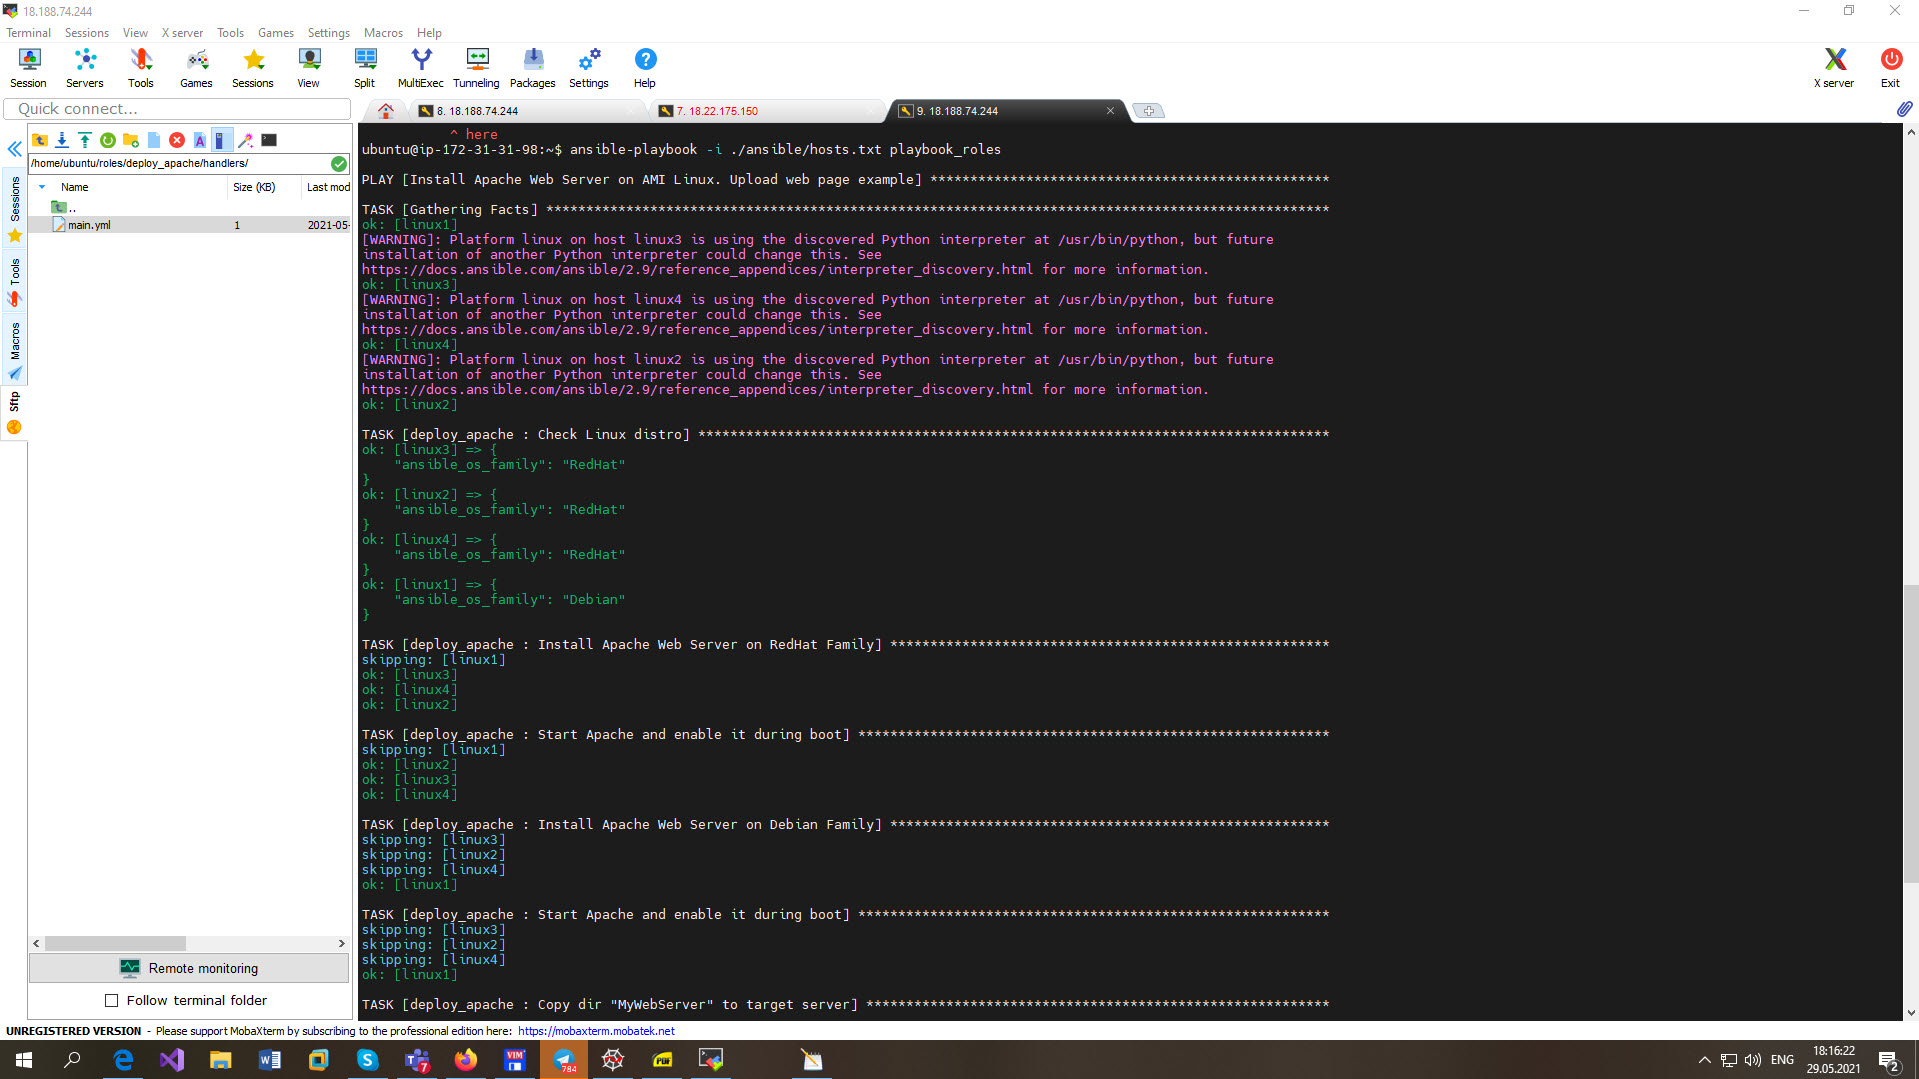 18.188.74.244
Terminal Sessions View X server Tools Games Settings Macros Help
Session Servers Tools Games Sessions View Split MultiExec Tunneling Packages Settings Help X server Exit
Quick connect...
8. 18.188.74.244
7. 18.22.175.150
9. 18.188.74.244
/home/ubuntu/roles/deploy_apache/handlers/
Name Size (KB) Last mod
..
main.yml 1 2021-05-
Sessions
Tools
Macros
Sftp
Remote monitoring
Follow terminal folder
^ here
ubuntu@ip-172-31-31-98:~$ ansible-playbook -i ./ansible/hosts.txt playbook_roles
PLAY [Install Apache Web Server on AMI Linux. Upload web page example] **************************************************
TASK [Gathering Facts] **************************************************************************************************
ok: [linux1]
[WARNING]: Platform linux on host linux3 is using the discovered Python interpreter at /usr/bin/python, but future
installation of another Python interpreter could change this. See
https://docs.ansible.com/ansible/2.9/reference_appendices/interpreter_discovery.html for more information.
ok: [linux3]
[WARNING]: Platform linux on host linux4 is using the discovered Python interpreter at /usr/bin/python, but future
installation of another Python interpreter could change this. See
https://docs.ansible.com/ansible/2.9/reference_appendices/interpreter_discovery.html for more information.
ok: [linux4]
[WARNING]: Platform linux on host linux2 is using the discovered Python interpreter at /usr/bin/python, but future
installation of another Python interpreter could change this. See
https://docs.ansible.com/ansible/2.9/reference_appendices/interpreter_discovery.html for more information.
ok: [linux2]
TASK [deploy_apache : Check Linux distro] *******************************************************************************
ok: [linux3] => {
"ansible_os_family": "RedHat"
}
ok: [linux2] => {
"ansible_os_family": "RedHat"
}
ok: [linux4] => {
"ansible_os_family": "RedHat"
}
ok: [linux1] => {
"ansible_os_family": "Debian"
}
TASK [deploy_apache : Install Apache Web Server on RedHat Family] *******************************************************
skipping: [linux1]
ok: [linux3]
ok: [linux4]
ok: [linux2]
TASK [deploy_apache : Start Apache and enable it during boot] ***********************************************************
skipping: [linux1]
ok: [linux2]
ok: [linux3]
ok: [linux4]
TASK [deploy_apache : Install Apache Web Server on Debian Family] *******************************************************
skipping: [linux3]
skipping: [linux2]
skipping: [linux4]
ok: [linux1]
TASK [deploy_apache : Start Apache and enable it during boot] ***********************************************************
skipping: [linux3]
skipping: [linux2]
skipping: [linux4]
ok: [linux1]
TASK [deploy_apache : Copy dir "MyWebServer" to target server] **********************************************************
UNREGISTERED VERSION - Please support MobaXterm by subscribing to the professional edition here: https://mobaxterm.mobatek.net
7
VIM
784
PDF
ENG
18:16:22
29.05.2021
2